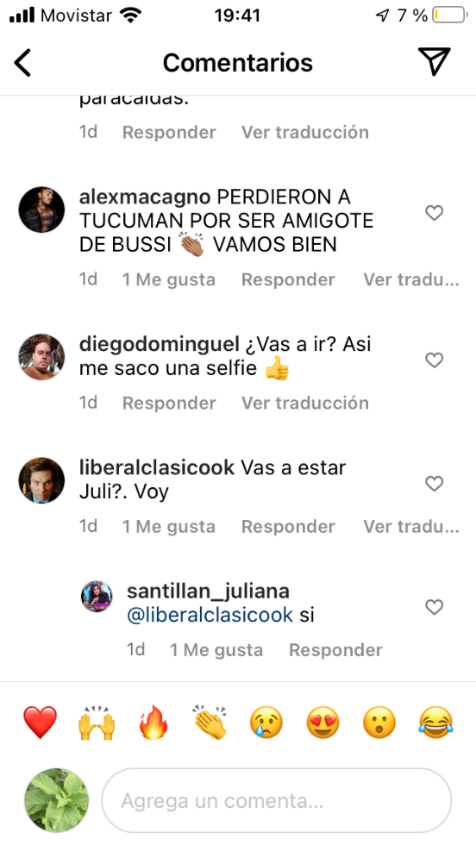 Movistar 19:41 7 %
Comentarios
paracaídas.
1d Responder Ver traducción
alexmacagno PERDIERON A
TUCUMAN POR SER AMIGOTE
DE BUSSI 👏🏽 VAMOS BIEN
1d 1 Me gusta Responder Ver tradu...
diegodominguel ¿Vas a ir? Asi
me saco una selfie 👍
1d Responder Ver traducción
liberalclasicook Vas a estar
Juli?. Voy
1d 1 Me gusta Responder Ver tradu...
santillan_juliana
@liberalclasicook si
1d 1 Me gusta Responder
❤️ 🙌 🔥 👏 😢 😍 😮 😂
Agrega un comenta...